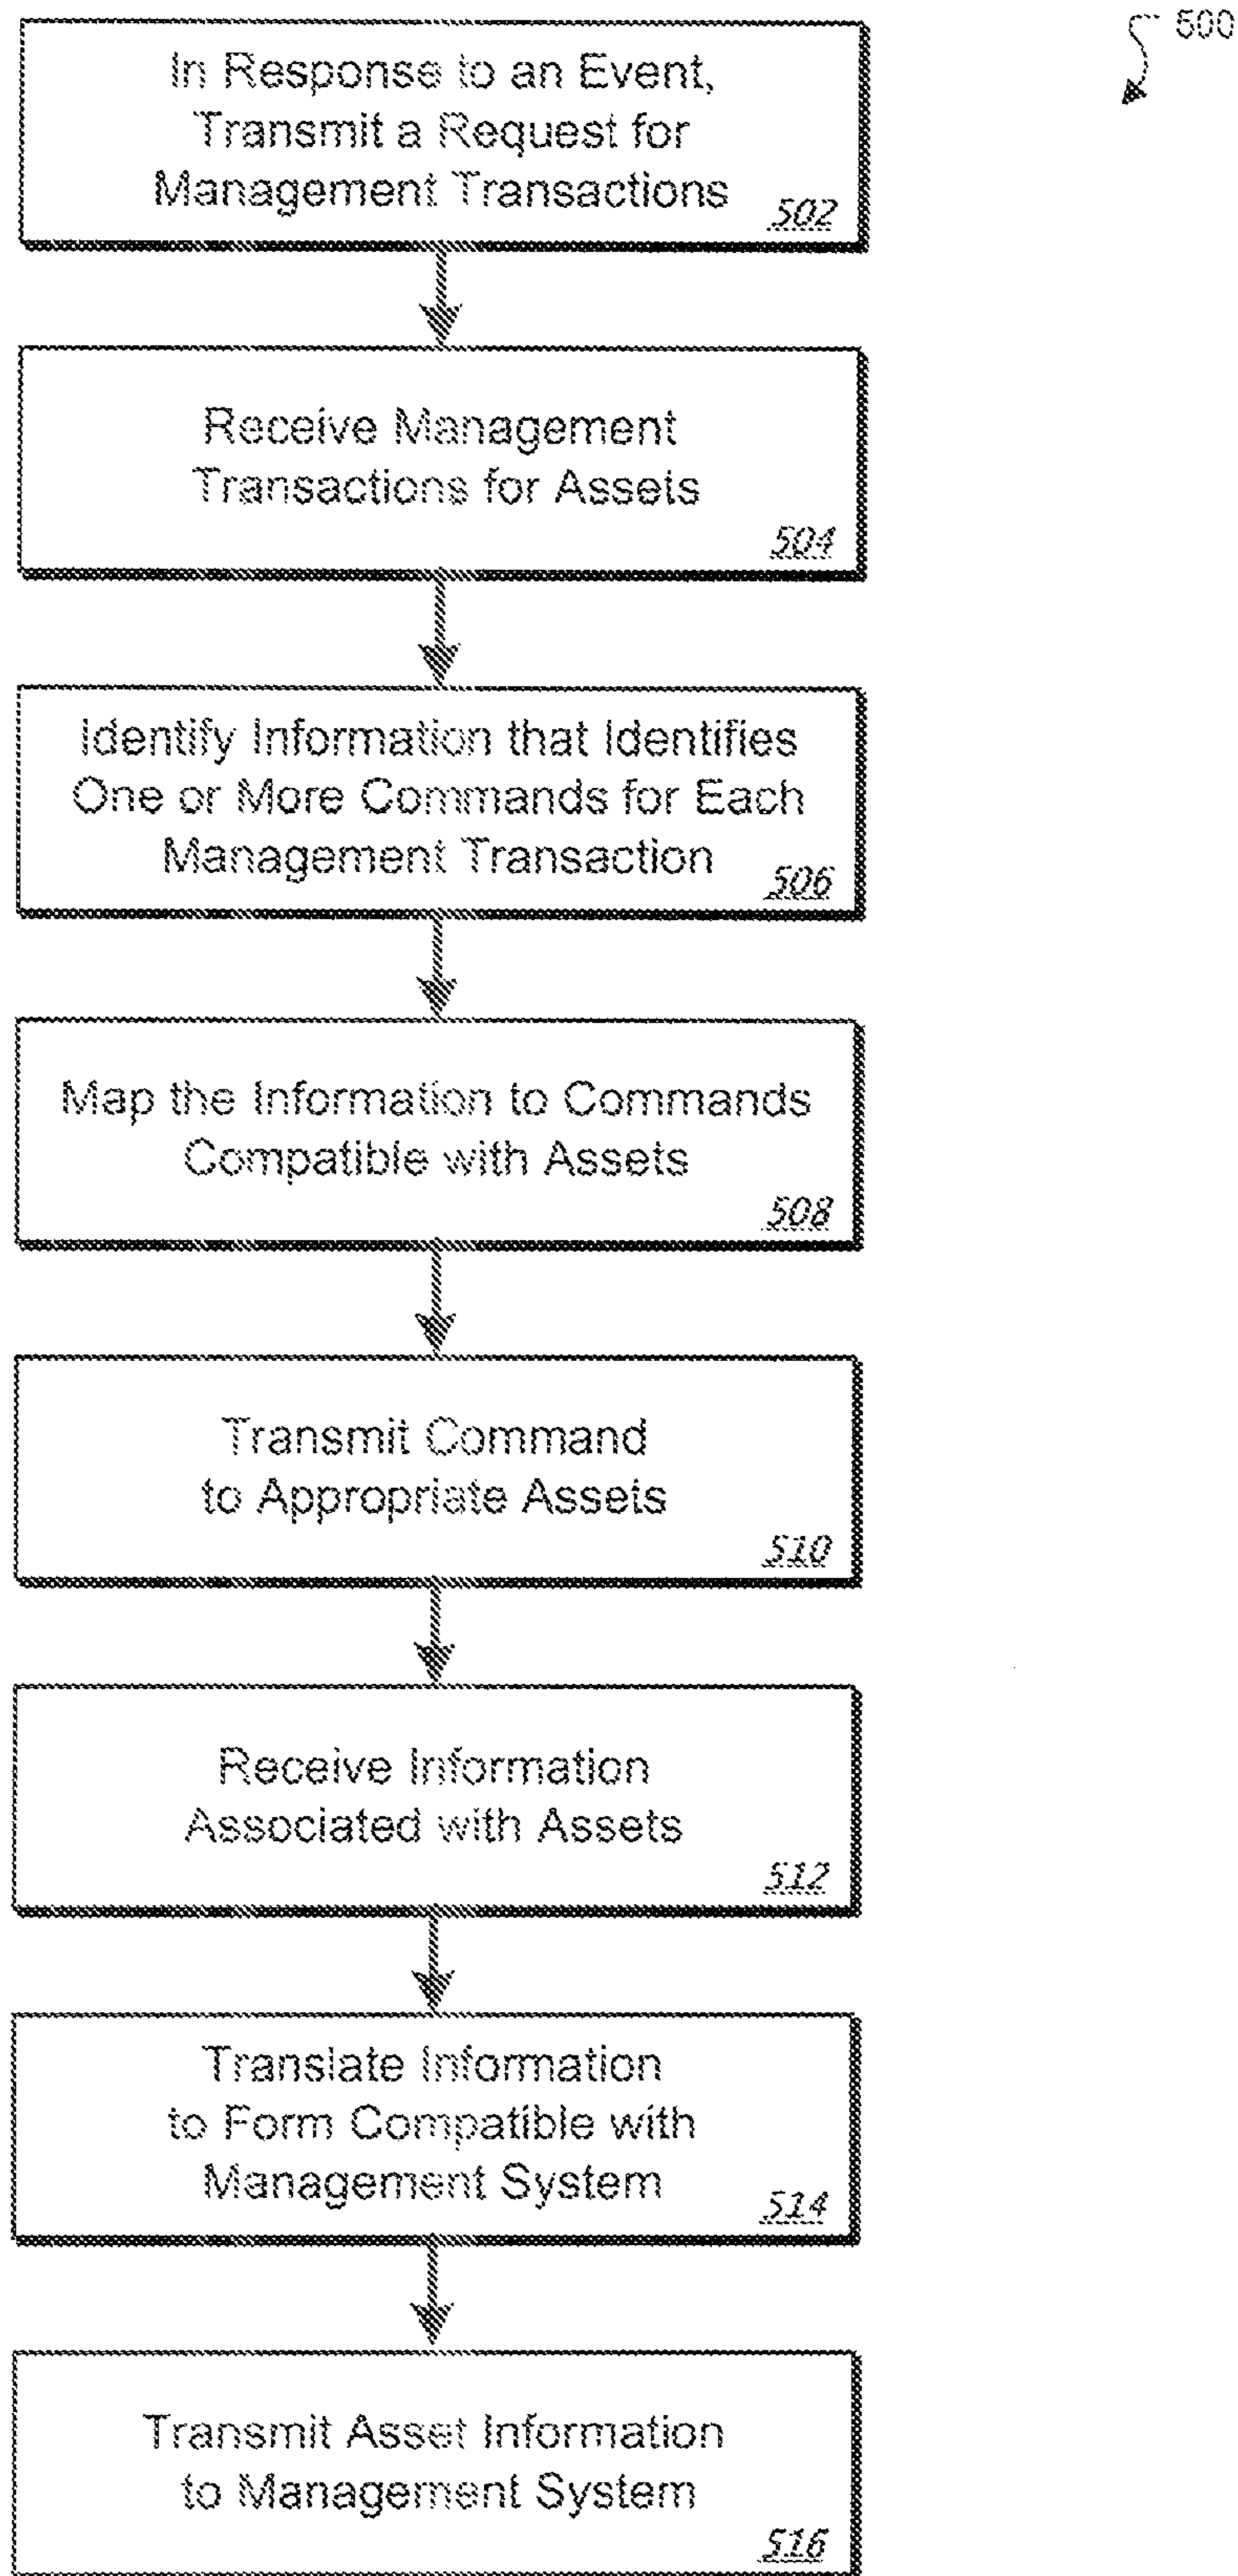 500
In Response to an Event,
Transmit a Request for
Management Transactions
502
Receive Management
Transactions for Assets
504
Identify Information that Identifies
One or More Commands for Each
Management Transaction
506
Map the Information to Commands
Compatible with Assets
508
Transmit Command
to Appropriate Assets
510
Receive Information
Associated with Assets
512
Translate Information
to Form Compatible with
Management System
514
Transmit Asset Information
to Management System
516